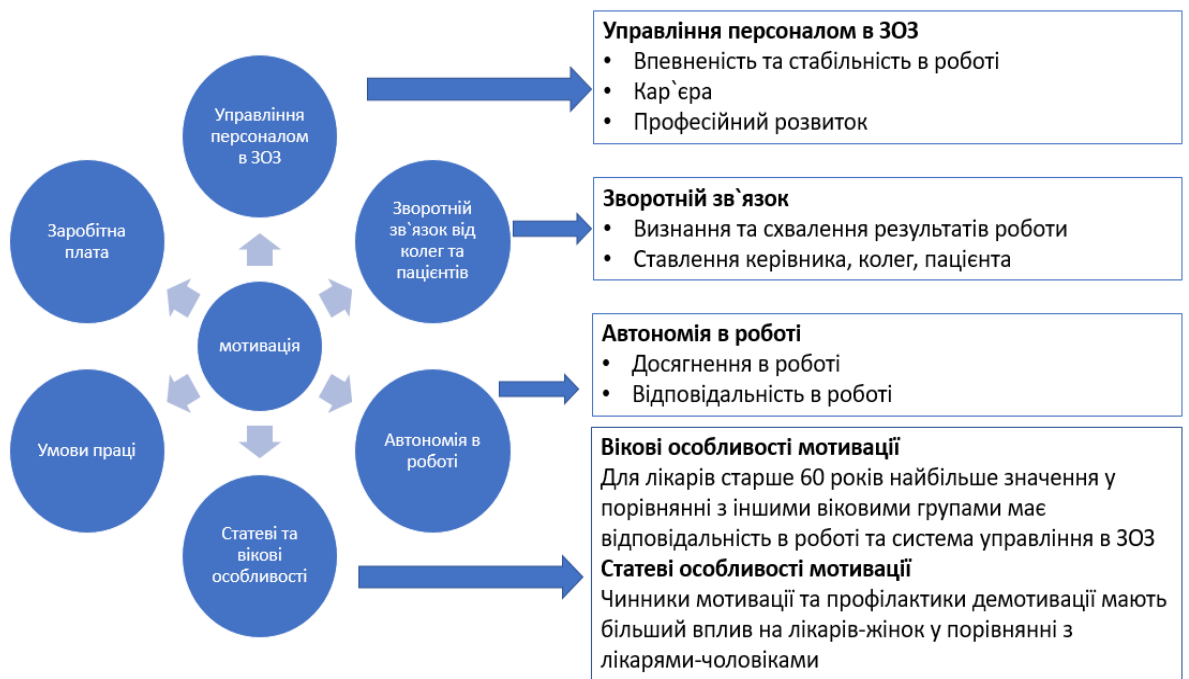 Управління
персоналом
в ЗОЗ
Зворотній
зв`язок від
колег та
пацієнтів
Автономія в
роботі
Статеві та
вікові
особливості
Умови праці
Заробітна
плата
мотивація
Управління персоналом в ЗОЗ
• Впевненість та стабільність в роботі
• Кар`єра
• Професійний розвиток
Зворотній зв`язок
• Визнання та схвалення результатів роботи
• Ставлення керівника, колег, пацієнта
Автономія в роботі
• Досягнення в роботі
• Відповідальність в роботі
Вікові особливості мотивації
Для лікарів старше 60 років найбільше значення у
порівнянні з іншими віковими групами має
відповідальність в роботі та система управління в ЗОЗ
Статеві особливості мотивації
Чинники мотивації та профілактики демотивації мають
більший вплив на лікарів-жінок у порівнянні з
лікарями-чоловіками